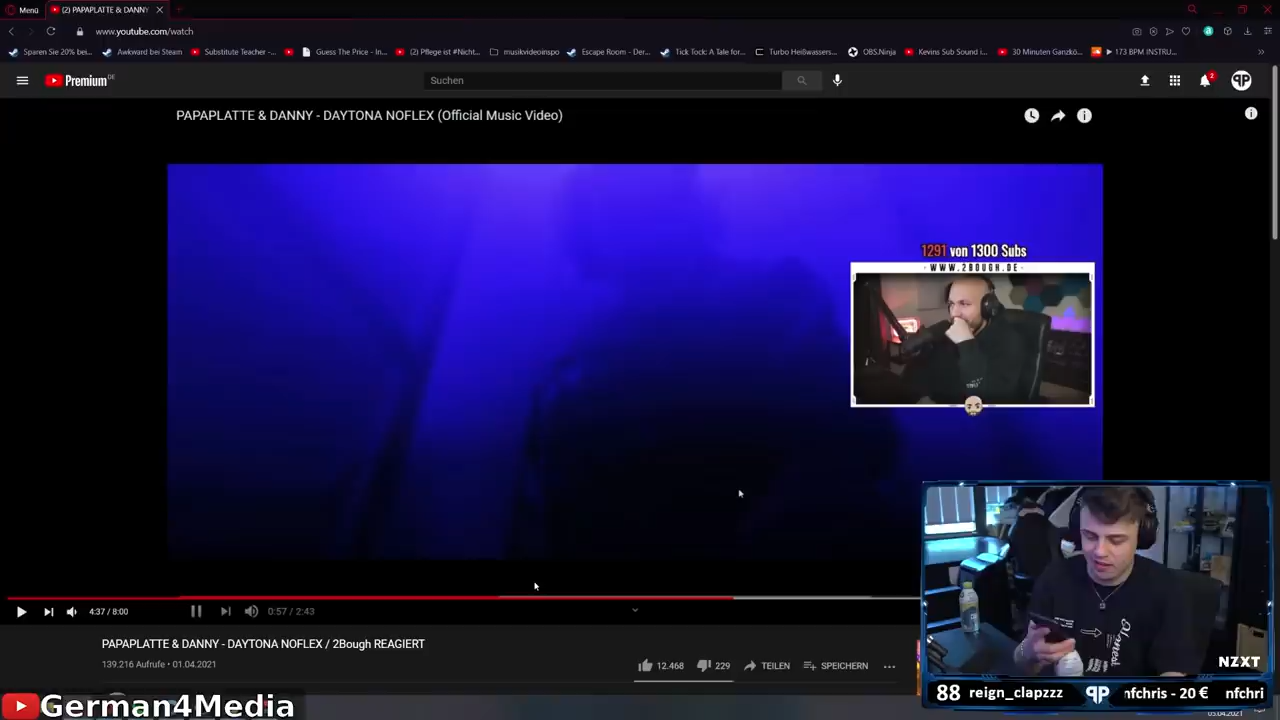 Menü
(2) PAPAPLATTE & DANNY
www.youtube.com/watch
Sparen Sie 20% bei...
Awkward bei Steam
Substitute Teacher -...
Guess The Price - In...
(2) Pflege ist #Nicht...
musikvideoinspo
Escape Room - Der...
Tick Tock: A Tale for...
Turbo Heißwassers...
OBS.Ninja
Kevins Sub Sound i...
30 Minuten Ganzkö...
173 BPM INSTRU...
Premium DE
Suchen
2
PAPAPLATTE & DANNY - DAYTONA NOFLEX (Official Music Video)
1291 von 1300 Subs
WWW.2BOUGH.DE
4:37 / 8:00
0:57 / 2:43
PAPAPLATTE & DANNY - DAYTONA NOFLEX / 2Bough REAGIERT
139.216 Aufrufe • 01.04.2021
12.468
229
TEILEN
SPEICHERN
NZXT
88 reign_clapzzz
nfchris - 20 €
nfchri
German4Media